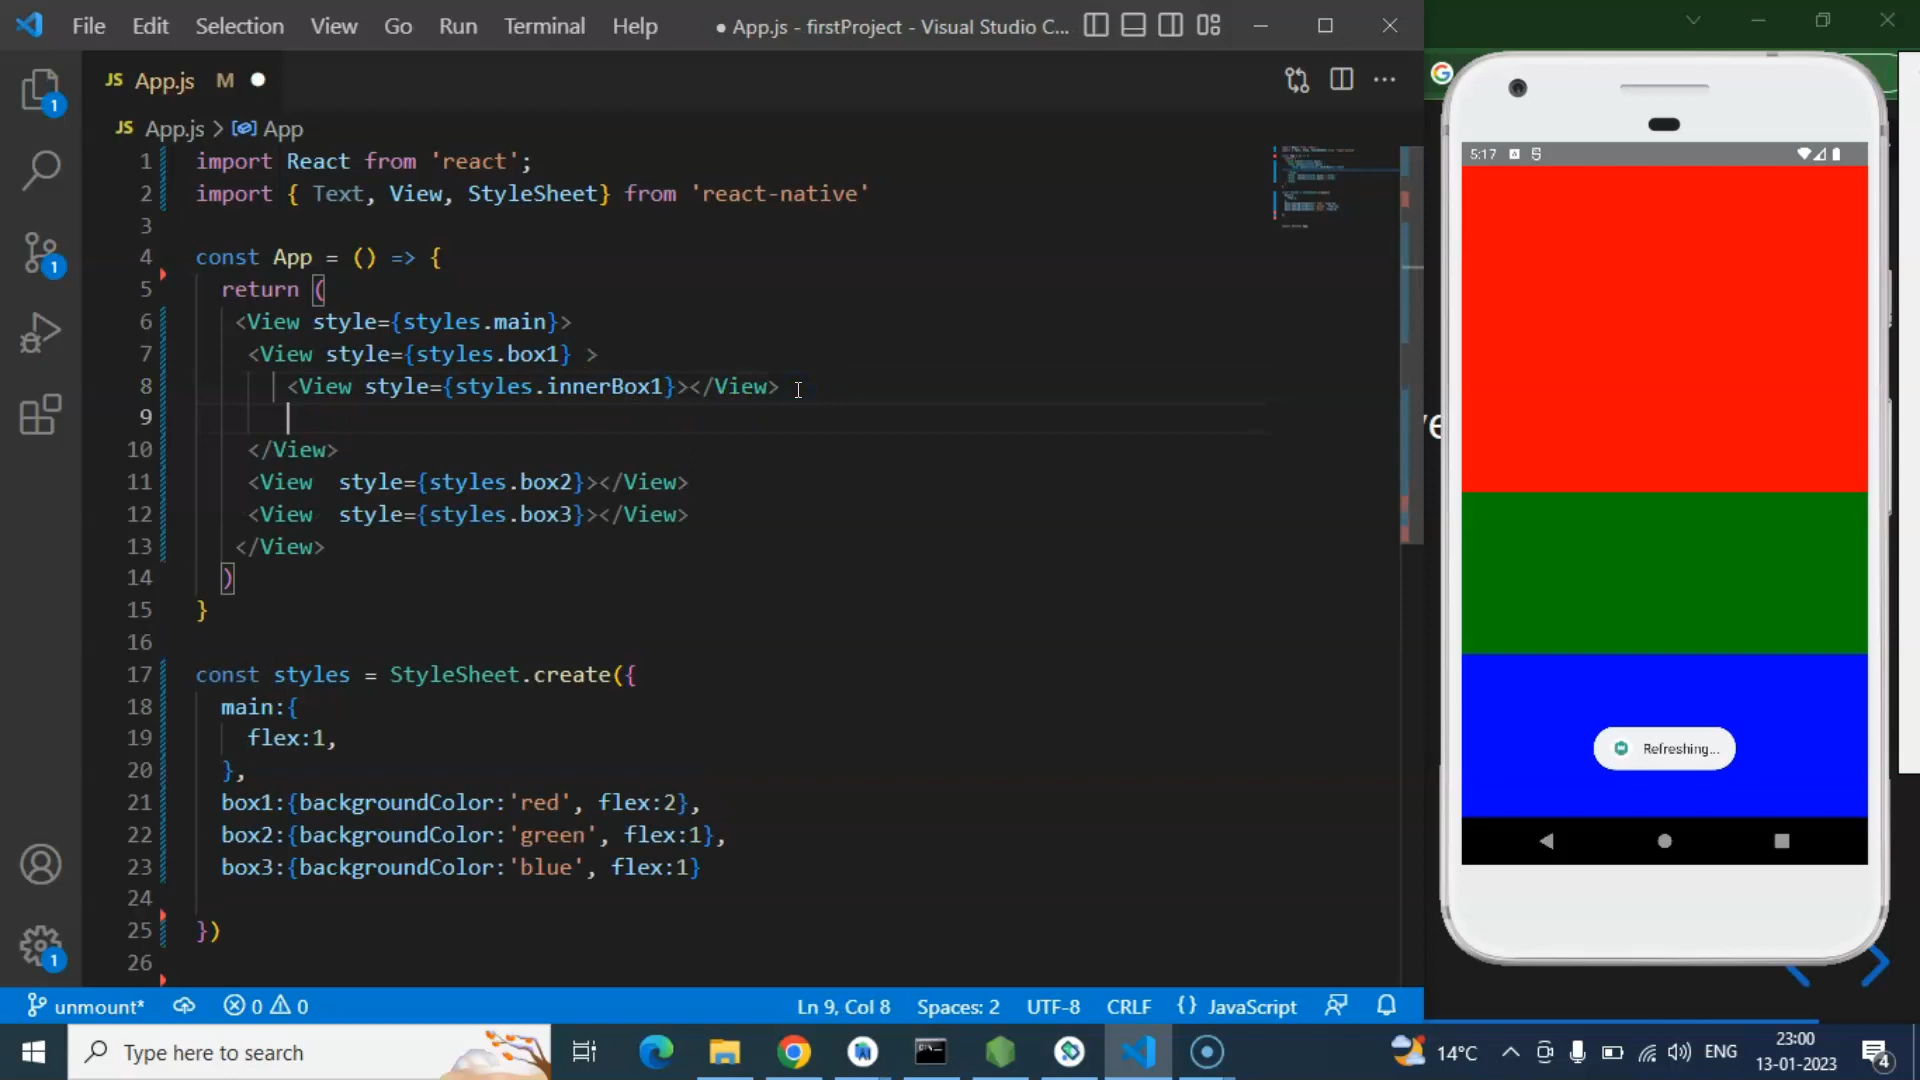 File Edit Selection View Go Run Terminal Help ● App.js - firstProject - Visual Studio C...
JS App.js M
JS App.js > App
1 import React from 'react';
2 import { Text, View, StyleSheet} from 'react-native'
3
4 const App = () => {
5 return (
6 <View style={styles.main}>
7 <View style={styles.box1} >
8 <View style={styles.innerBox1}></View>
9
10 </View>
11 <View  style={styles.box2}></View>
12 <View  style={styles.box3}></View>
13 </View>
14 )
15 }
16
17 const styles = StyleSheet.create({
18 main:{
19 flex:1,
20 },
21 box1:{backgroundColor:'red', flex:2},
22 box2:{backgroundColor:'green', flex:1},
23 box3:{backgroundColor:'blue', flex:1}
24
25 })
26
1
1
1
5:17
Refreshing...
unmount* 0 0 Ln 9, Col 8 Spaces: 2 UTF-8 CRLF {} JavaScript
Type here to search
14°C ENG
23:00
13-01-2023
4